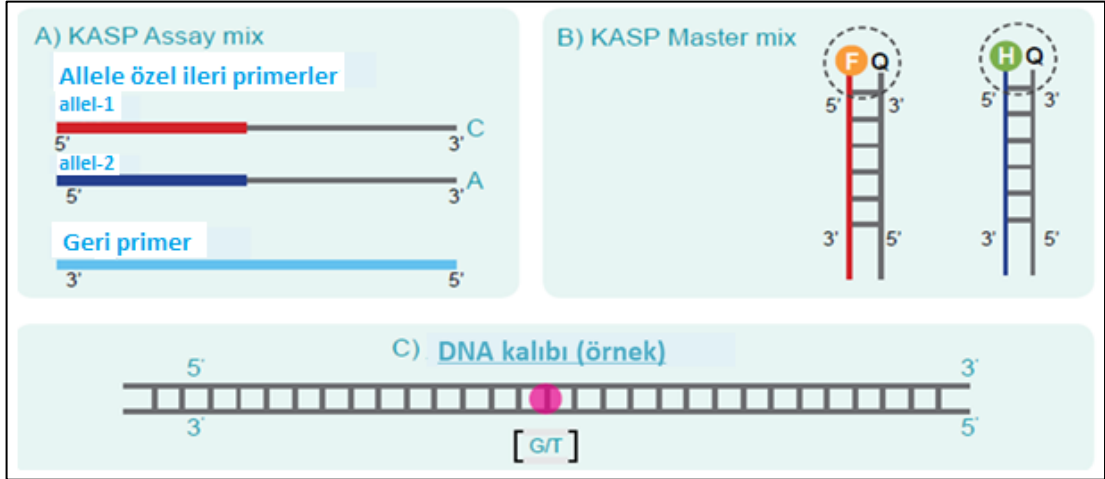 A) KASP Assay mix
Allele özel ileri primerler
allel-1
5' 3' C
allel-2
5' 3' A
Geri primer
3' 5'
B) KASP Master mix
F Q H Q
5' 3' 5' 3'
3' 5' 3' 5'
C) DNA kalıbı (örnek)
5' 3'
3' 5'
[ G/T ]